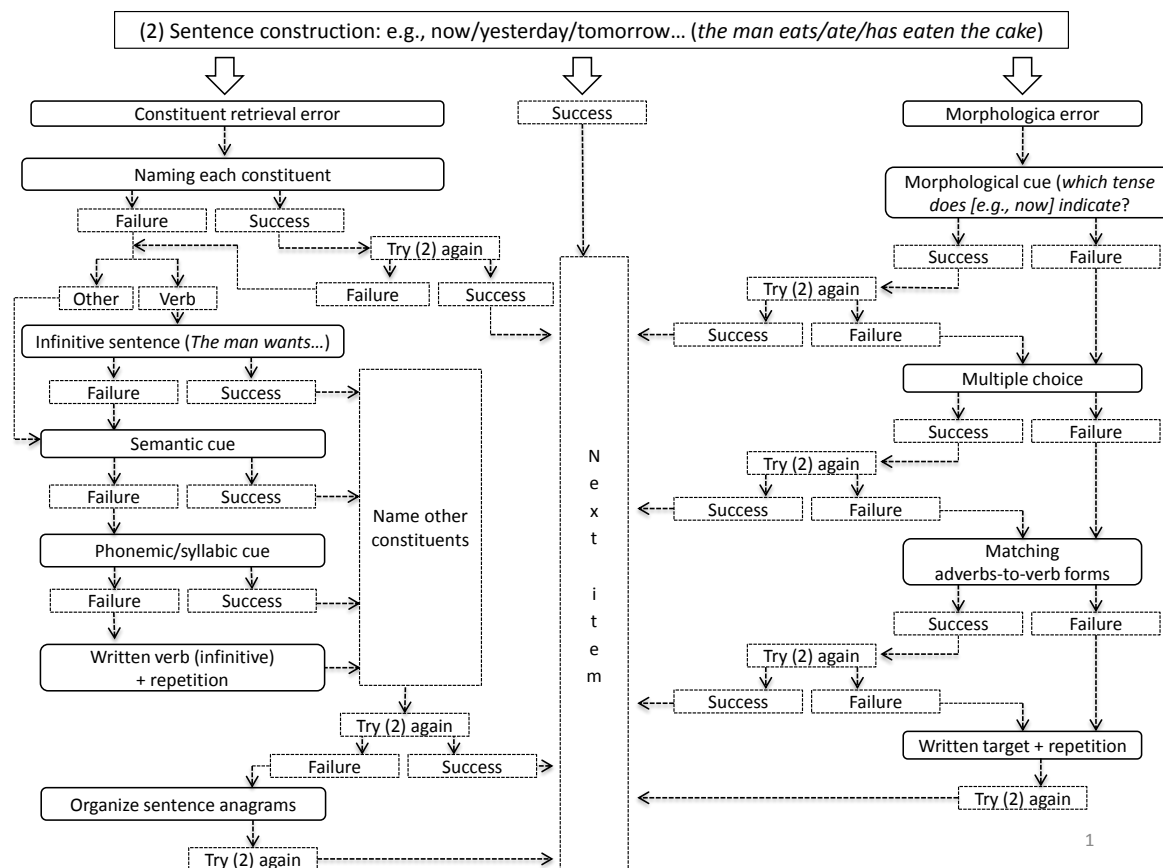 (2) Sentence construction: e.g., now/yesterday/tomorrow… (the man eats/ate/has eaten the cake)
Constituent retrieval error
Success
Morphologica error
Naming each constituent
Morphological cue (which tense
does [e.g., now] indicate?
Failure
Success
Try (2) again
Success
Failure
Other
Verb
Failure
Success
Try (2) again
Infinitive sentence (The man wants…)
Success
Failure
Failure
Success
Multiple choice
Semantic cue
Success
Failure
Failure
Success
Try (2) again
Success
Failure
Name other
constituents
Next item
Phonemic/syllabic cue
Matching
adverbs-to-verb forms
Failure
Success
Success
Failure
Written verb (infinitive)
+ repetition
Try (2) again
Success
Failure
Try (2) again
Failure
Success
Written target + repetition
Organize sentence anagrams
Try (2) again
Try (2) again
1